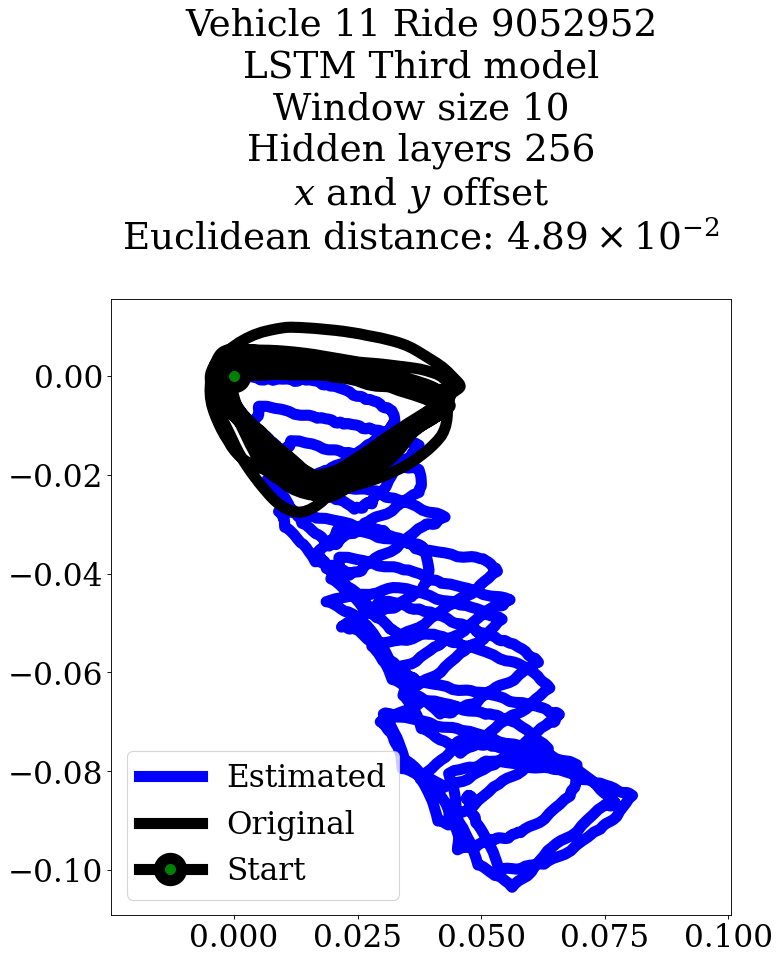 Vehicle 11 Ride 9052952
LSTM Third model
Window size 10
Hidden layers 256
x and y offset
Euclidean distance: 4.89 × 10⁻²
0.00
−0.02
−0.04
−0.06
−0.08
−0.10
Estimated
Original
Start
0.000 0.025 0.050 0.075 0.100